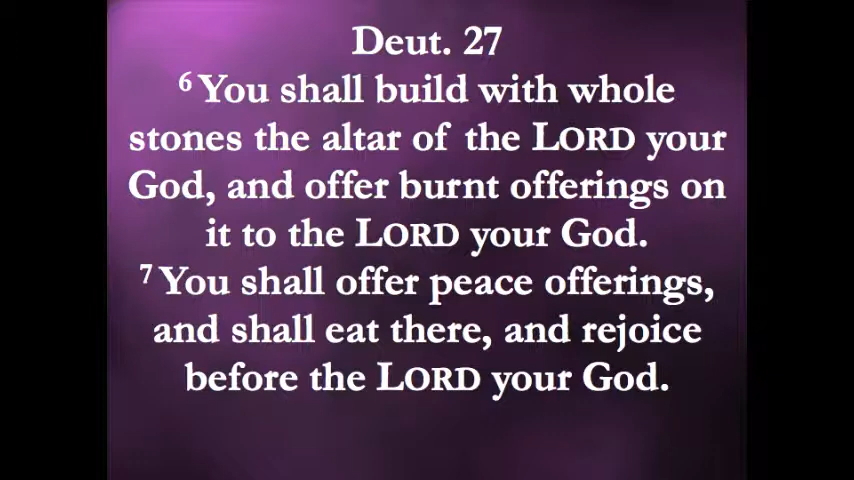 Deut. 27
⁶ You shall build with whole
stones the altar of the LORD your
God, and offer burnt offerings on
it to the LORD your God.
⁷ You shall offer peace offerings,
and shall eat there, and rejoice
before the LORD your God.